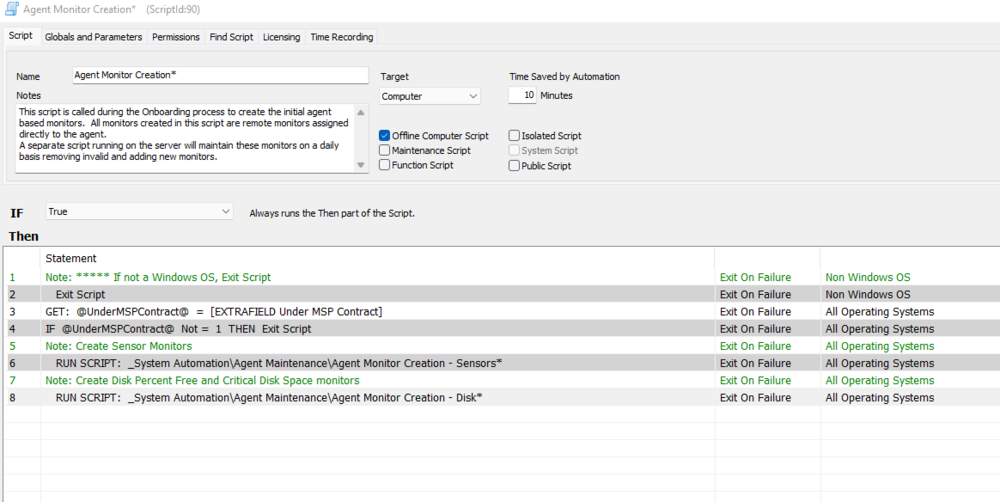 Agent Monitor Creation* (ScriptId:90)
Script Globals and Parameters Permissions Find Script Licensing Time Recording
Name Agent Monitor Creation* Target Time Saved by Automation
Computer 10 Minutes
Notes
This script is called during the Onboarding process to create the initial agent
based monitors. All monitors created in this script are remote monitors assigned
directly to the agent.
A separate script running on the server will maintain these monitors on a daily
basis removing invalid and adding new monitors.
Offline Computer Script Isolated Script
Maintenance Script System Script
Function Script Public Script
IF True Always runs the Then part of the Script.
Then
Statement
1 Note: ***** If not a Windows OS, Exit Script Exit On Failure Non Windows OS
2 Exit Script Exit On Failure Non Windows OS
3 GET: @UnderMSPContract@ = [EXTRAFIELD Under MSP Contract] Exit On Failure All Operating Systems
4 IF @UnderMSPContract@ Not = 1 THEN Exit Script Exit On Failure All Operating Systems
5 Note: Create Sensor Monitors Exit On Failure All Operating Systems
6 RUN SCRIPT: _System Automation\Agent Maintenance\Agent Monitor Creation - Sensors* Exit On Failure All Operating Systems
7 Note: Create Disk Percent Free and Critical Disk Space monitors Exit On Failure All Operating Systems
8 RUN SCRIPT: _System Automation\Agent Maintenance\Agent Monitor Creation - Disk* Exit On Failure All Operating Systems